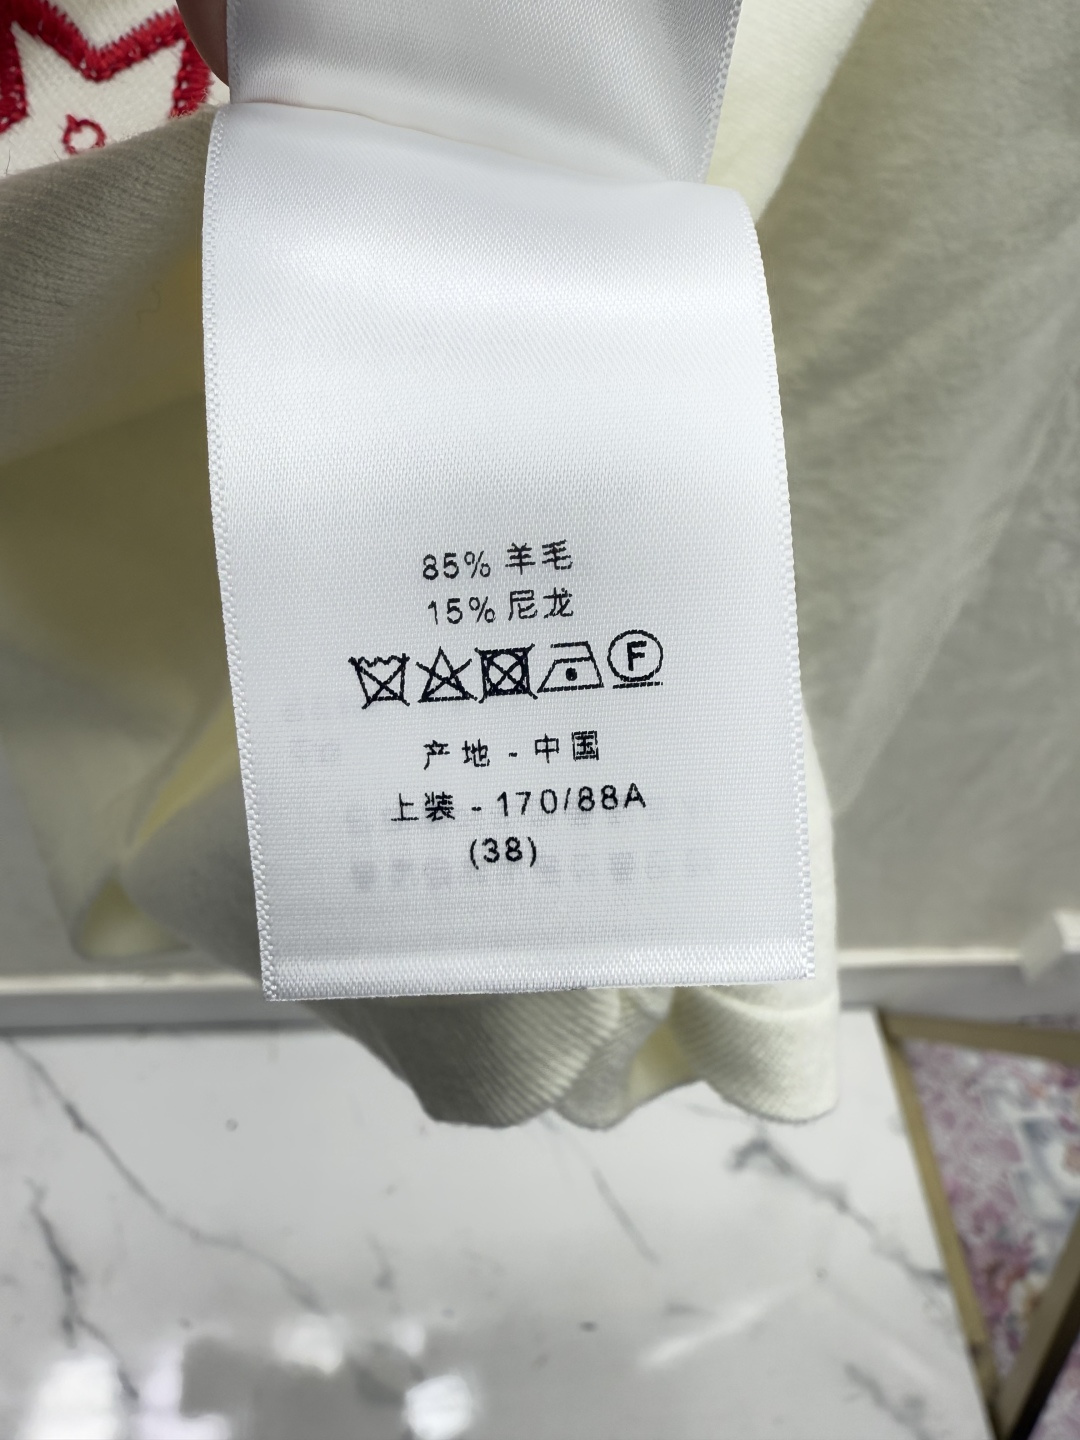 85% 羊毛
15% 尼龙
F
产地 - 中国
上装 - 170/88A
(38)